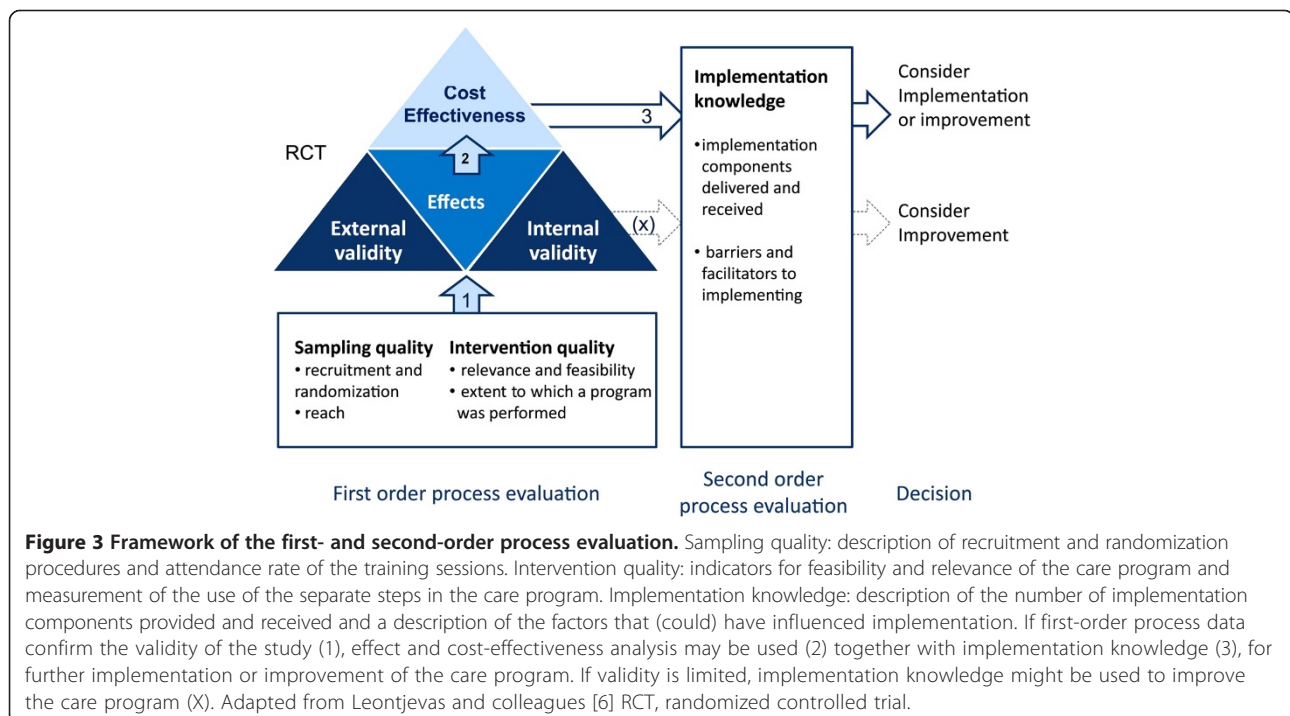 RCT
Cost
Effectiveness
2
Effects
External
validity
Internal
validity
1
Sampling quality
• recruitment and
randomization
• reach
Intervention quality
• relevance and feasibility
• extent to which a program
was performed
3
(x)
Implementation
knowledge
•implementation
components
delivered and
received
• barriers and
facilitators to
implementing
Consider
Implementation
or improvement
Consider
Improvement
First order process evaluation
Second order
process evaluation
Decision
Figure 3 Framework of the first- and second-order process evaluation. Sampling quality: description of recruitment and randomization
procedures and attendance rate of the training sessions. Intervention quality: indicators for feasibility and relevance of the care program and
measurement of the use of the separate steps in the care program. Implementation knowledge: description of the number of implementation
components provided and received and a description of the factors that (could) have influenced implementation. If first-order process data
confirm the validity of the study (1), effect and cost-effectiveness analysis may be used (2) together with implementation knowledge (3), for
further implementation or improvement of the care program. If validity is limited, implementation knowledge might be used to improve
the care program (X). Adapted from Leontjevas and colleagues [6] RCT, randomized controlled trial.